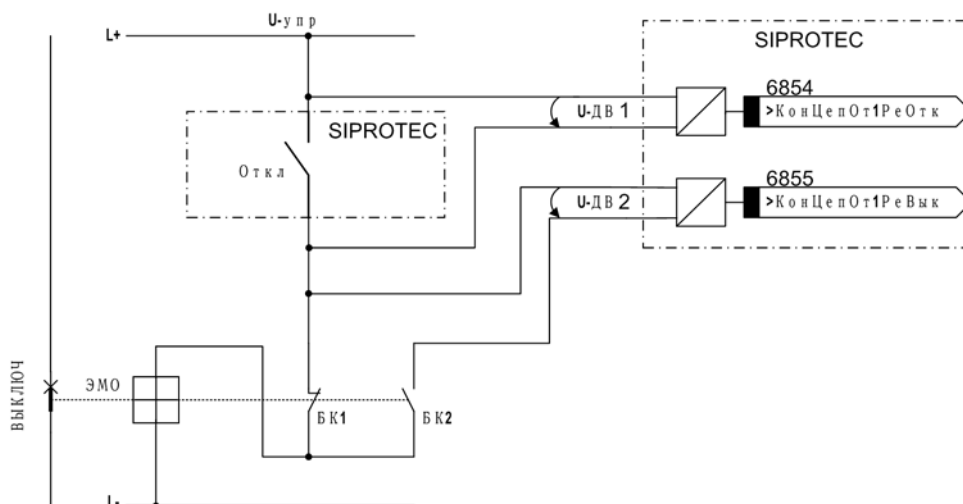 U-упр
L+
SIPROTEC
6854
>КонЦепОт1РеОтк
U-ДВ 1
SIPROTEC
Откл
6855
>КонЦепОт1РеВык
U-ДВ 2
ВЫКЛЮЧ
ЭМО
БК1
БК2
L-